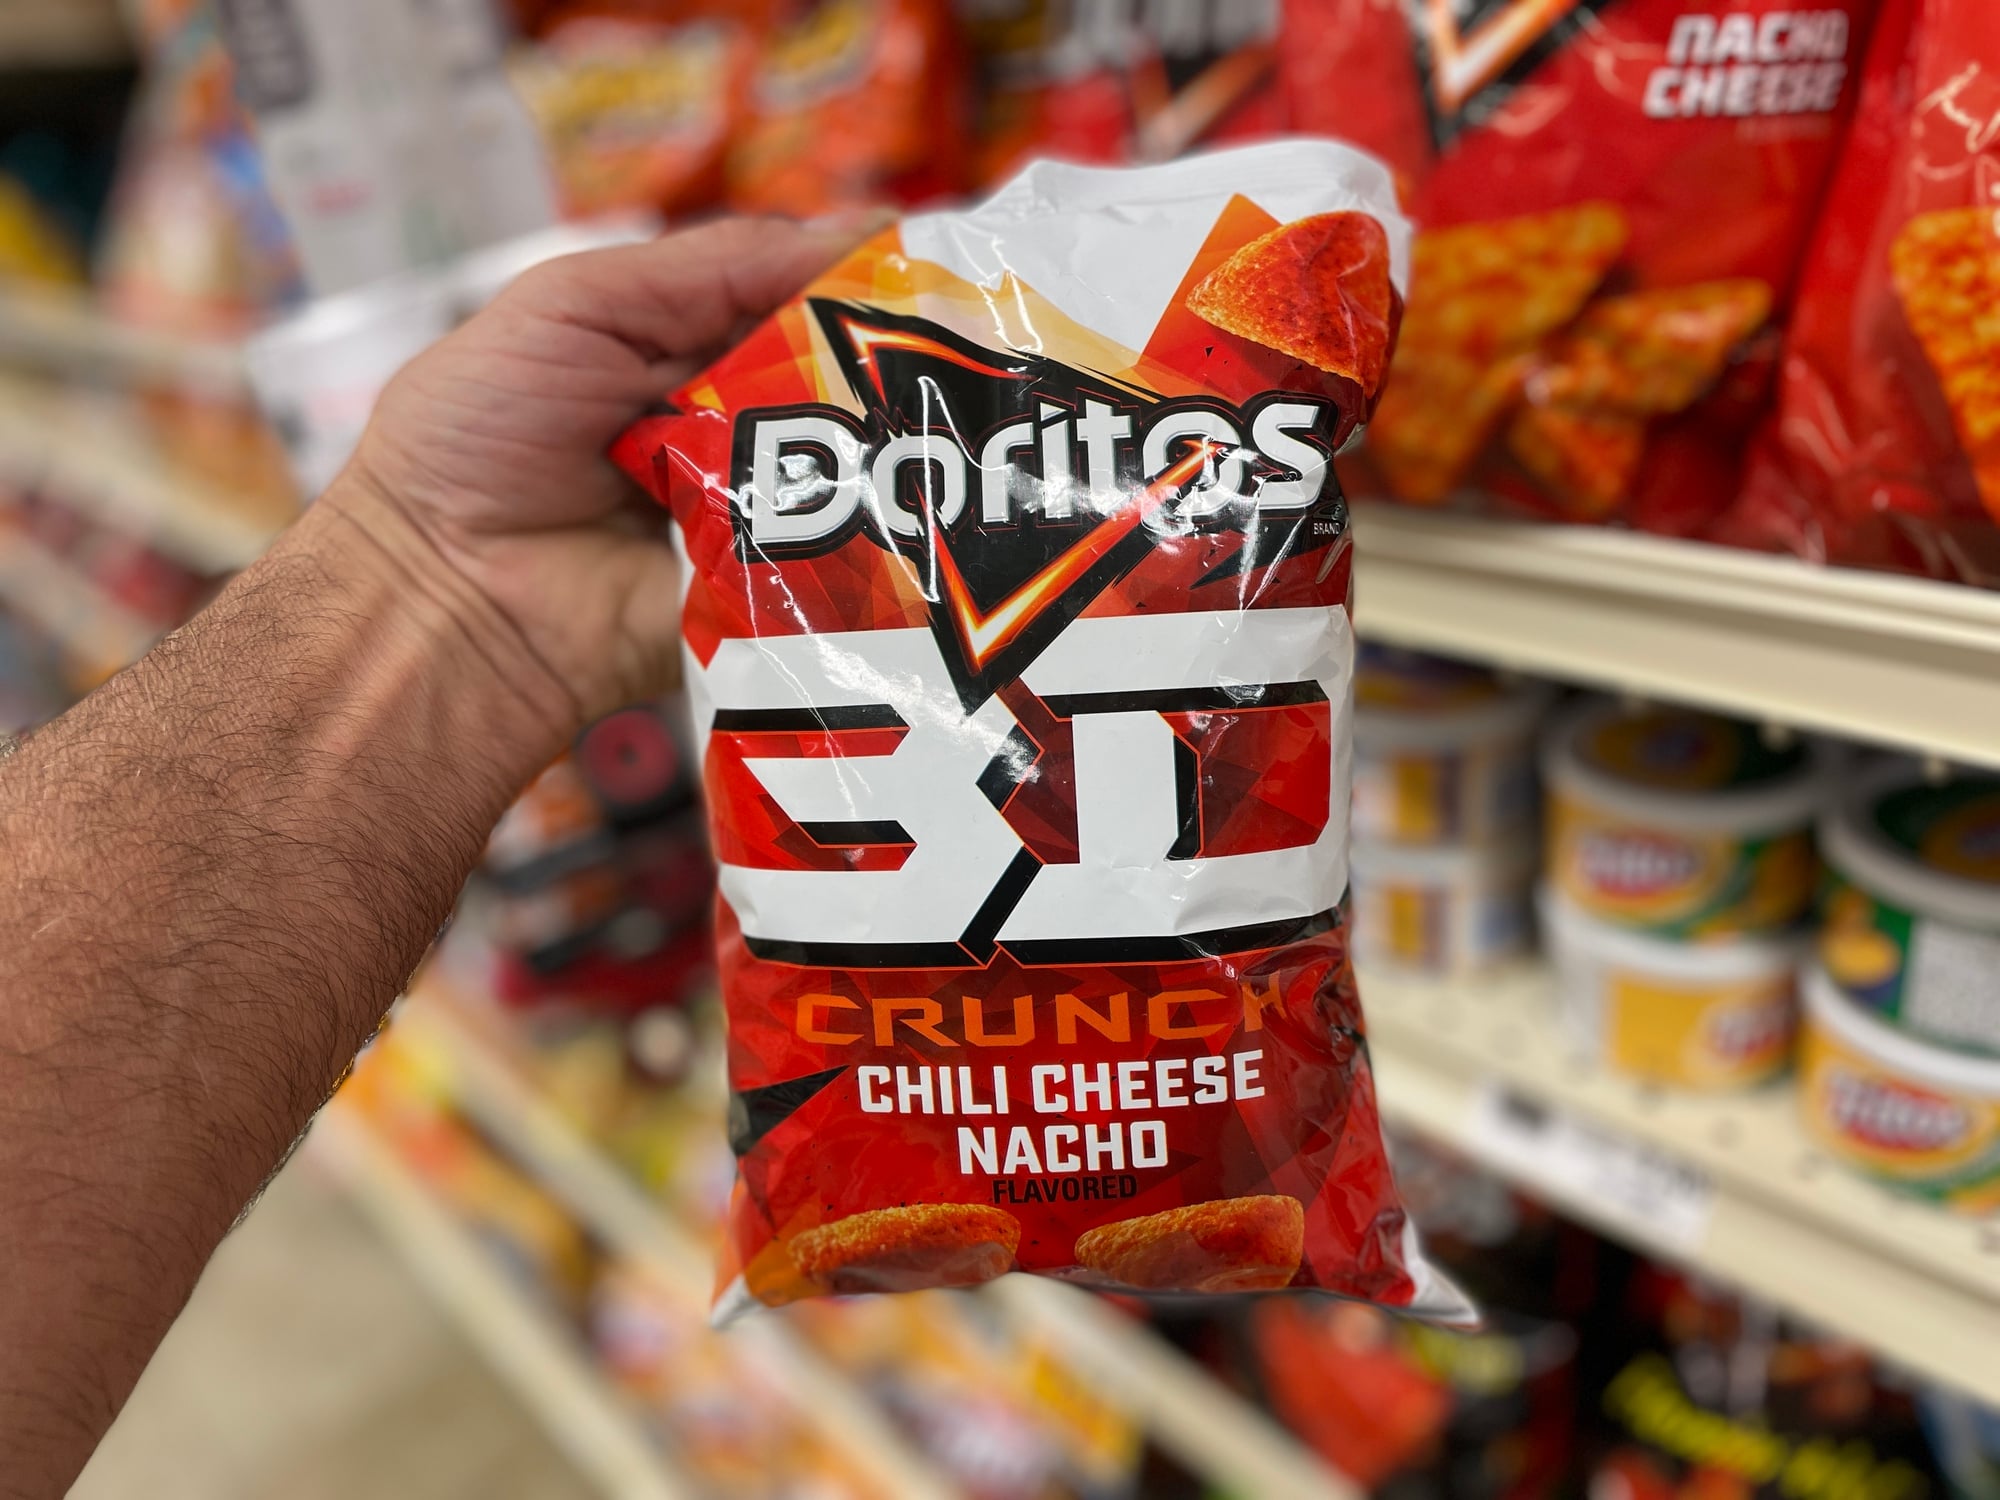 NACHO
CHEESE
Doritos
BRAND
3D
CRUNCH
CHILI CHEESE
NACHO
FLAVORED